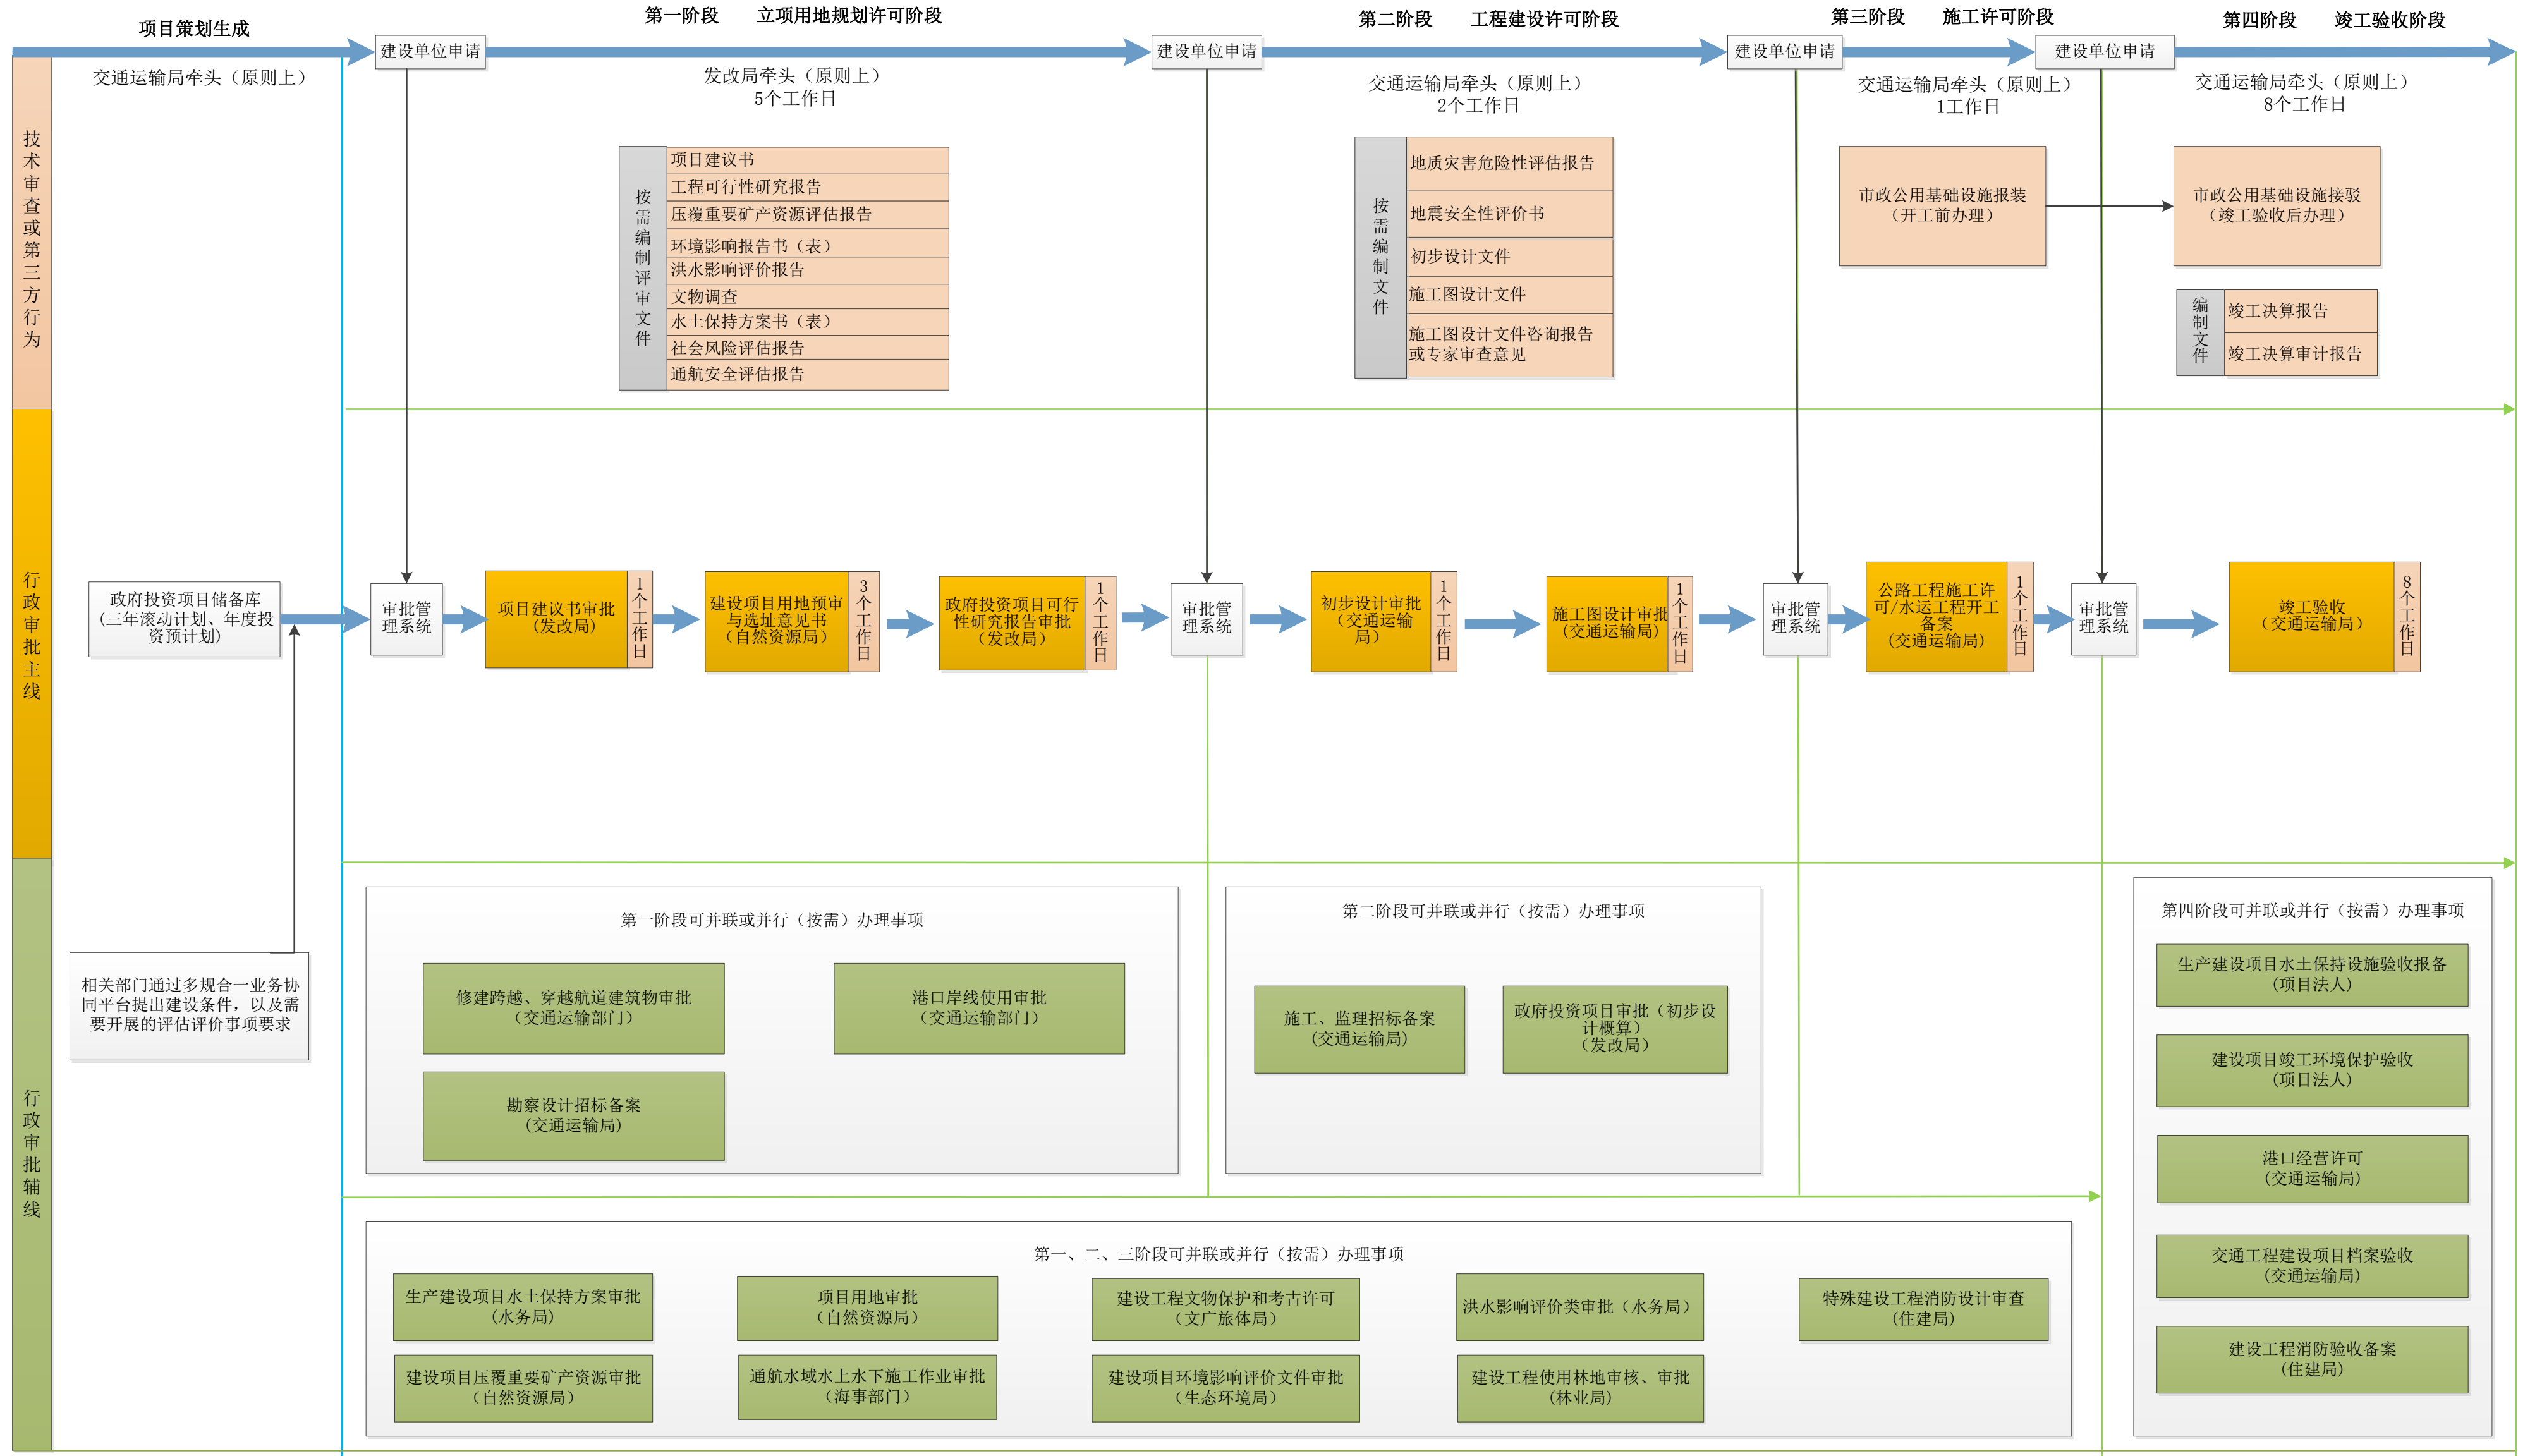 项目策划生成
第一阶段 立项用地规划许可阶段
第二阶段 工程建设许可阶段
第三阶段 施工许可阶段
第四阶段 竣工验收阶段
建设单位申请
建设单位申请
建设单位申请
建设单位申请
交通运输局牵头（原则上）
发改局牵头（原则上）
5个工作日
交通运输局牵头（原则上）
2个工作日
交通运输局牵头（原则上）
1工作日
交通运输局牵头（原则上）
8个工作日
技术审查或第三方行为
按需编制评审文件
项目建议书
工程可行性研究报告
压覆重要矿产资源评估报告
环境影响报告书（表）
洪水影响评价报告
文物调查
水土保持方案书（表）
社会风险评估报告
通航安全评估报告
按需编制文件
地质灾害危险性评估报告
地震安全性评价书
初步设计文件
施工图设计文件
施工图设计文件咨询报告
或专家审查意见
市政公用基础设施报装
（开工前办理）
市政公用基础设施接驳
（竣工验收后办理）
编制文件
竣工决算报告
竣工决算审计报告
行政审批主线
政府投资项目储备库
(三年滚动计划、年度投
资预计划)
审批管
理系统
项目建议书审批
(发改局)
1个工作日
建设项目用地预审
与选址意见书
（自然资源局）
3个工作日
政府投资项目可行
性研究报告审批
（发改局）
1个工作日
审批管
理系统
初步设计审批
（交通运输
局）
1个工作日
施工图设计审批
(交通运输局)
1个工作日
审批管
理系统
公路工程施工许
可/水运工程开工
备案
(交通运输局)
1个工作日
审批管
理系统
竣工验收
（交通运输局）
8个工作日
行政审批辅线
相关部门通过多规合一业务协
同平台提出建设条件，以及需
要开展的评估评价事项要求
第一阶段可并联或并行（按需）办理事项
修建跨越、穿越航道建筑物审批
（交通运输部门）
港口岸线使用审批
（交通运输部门）
勘察设计招标备案
(交通运输局)
第二阶段可并联或并行（按需）办理事项
施工、监理招标备案
(交通运输局)
政府投资项目审批（初步设
计概算）
（发改局）
第四阶段可并联或并行（按需）办理事项
生产建设项目水土保持设施验收报备
(项目法人)
建设项目竣工环境保护验收
(项目法人)
港口经营许可
(交通运输局)
交通工程建设项目档案验收
(交通运输局)
建设工程消防验收备案
(住建局)
第一、二、三阶段可并联或并行（按需）办理事项
生产建设项目水土保持方案审批
(水务局)
项目用地审批
（自然资源局）
建设工程文物保护和考古许可
（文广旅体局）
洪水影响评价类审批（水务局）
特殊建设工程消防设计审查
(住建局)
建设项目压覆重要矿产资源审批
（自然资源局）
通航水域水上水下施工作业审批
（海事部门）
建设项目环境影响评价文件审批
（生态环境局）
建设工程使用林地审核、审批
(林业局)